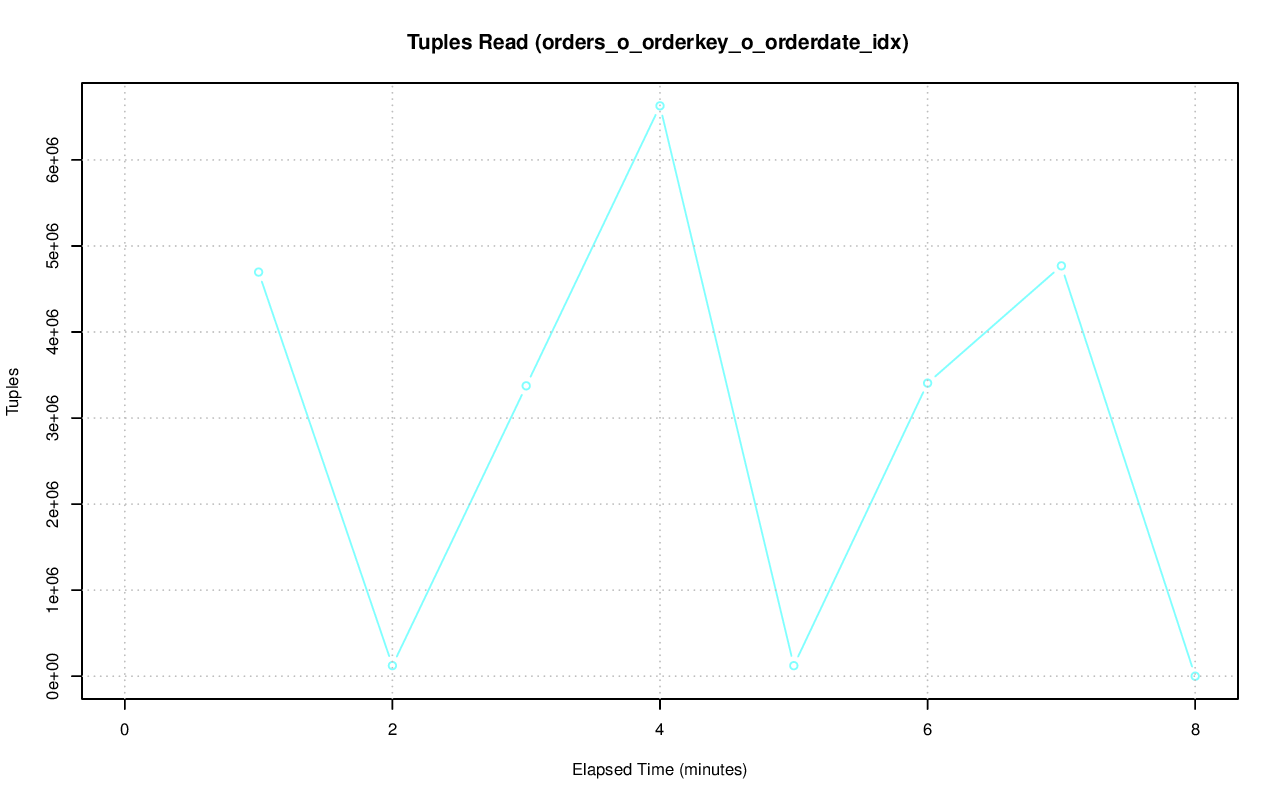 Tuples Read (orders_o_orderkey_o_orderdate_idx)
6e+06
5e+06
4e+06
3e+06
2e+06
1e+06
0e+00
Tuples
0 2 4 6 8
Elapsed Time (minutes)